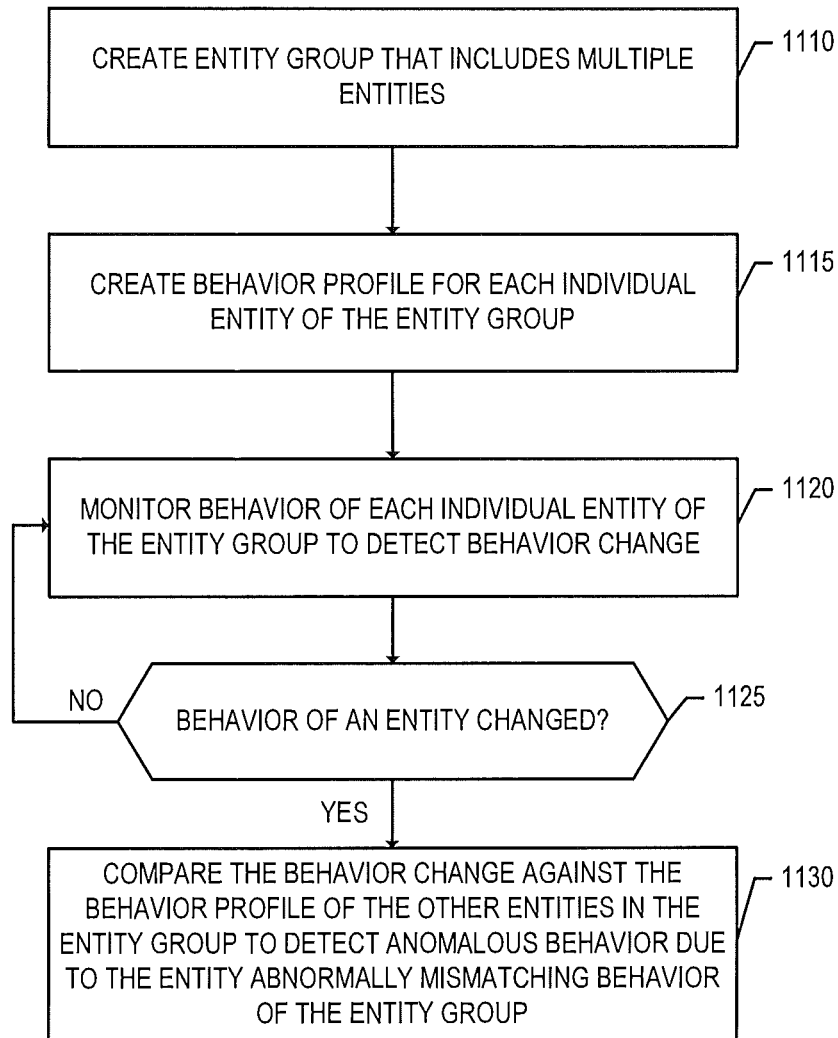 CREATE ENTITY GROUP THAT INCLUDES MULTIPLE
ENTITIES
1110
CREATE BEHAVIOR PROFILE FOR EACH INDIVIDUAL
ENTITY OF THE ENTITY GROUP
1115
MONITOR BEHAVIOR OF EACH INDIVIDUAL ENTITY OF
THE ENTITY GROUP TO DETECT BEHAVIOR CHANGE
1120
NO
BEHAVIOR OF AN ENTITY CHANGED?
1125
YES
COMPARE THE BEHAVIOR CHANGE AGAINST THE
BEHAVIOR PROFILE OF THE OTHER ENTITIES IN THE
ENTITY GROUP TO DETECT ANOMALOUS BEHAVIOR DUE
TO THE ENTITY ABNORMALLY MISMATCHING BEHAVIOR
OF THE ENTITY GROUP
1130